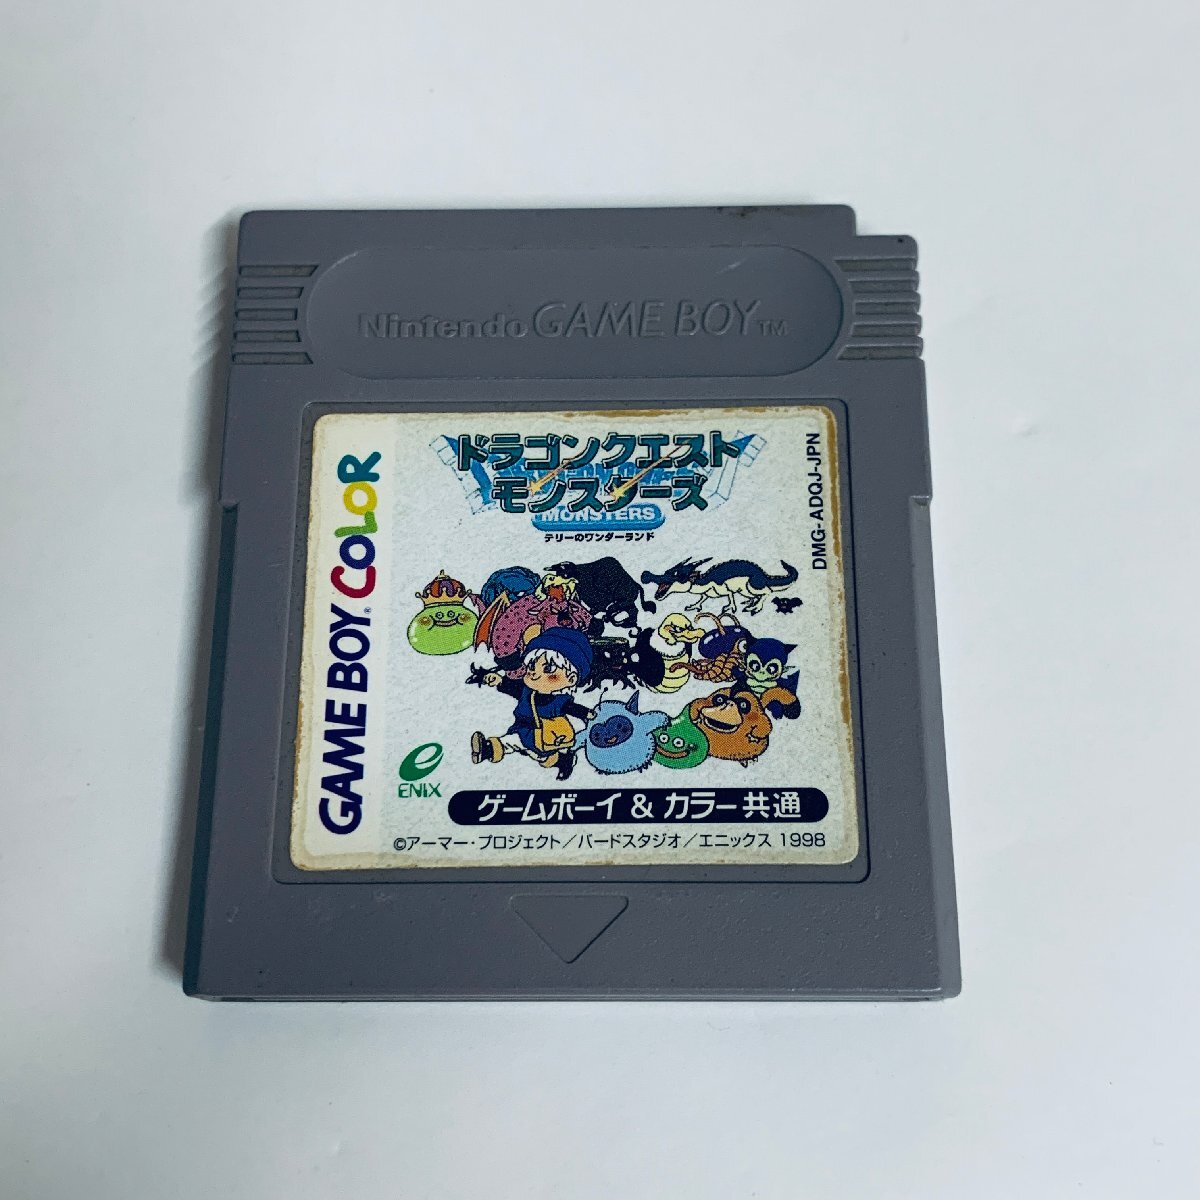 Nintendo GAME BOY TM
GAME BOY COLOR
ドラゴンクエスト
モンスターズ
MONSTERS
テリーのワンダーランド
DMG-ADQJ-JPN
ENIX
ゲームボーイ & カラー共通
©アーマー・プロジェクト/バードスタジオ/エニックス 1998